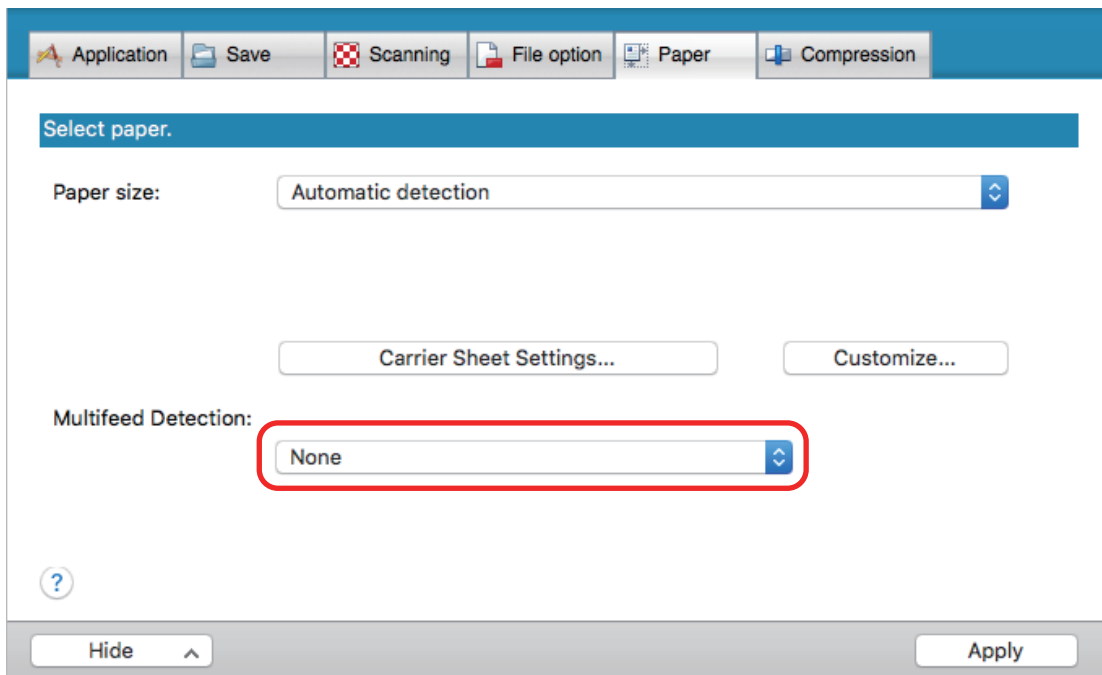 Application Save Scanning File option Paper Compression
Select paper.
Paper size: Automatic detection
Carrier Sheet Settings... Customize...
Multifeed Detection:
None
?
Hide Apply